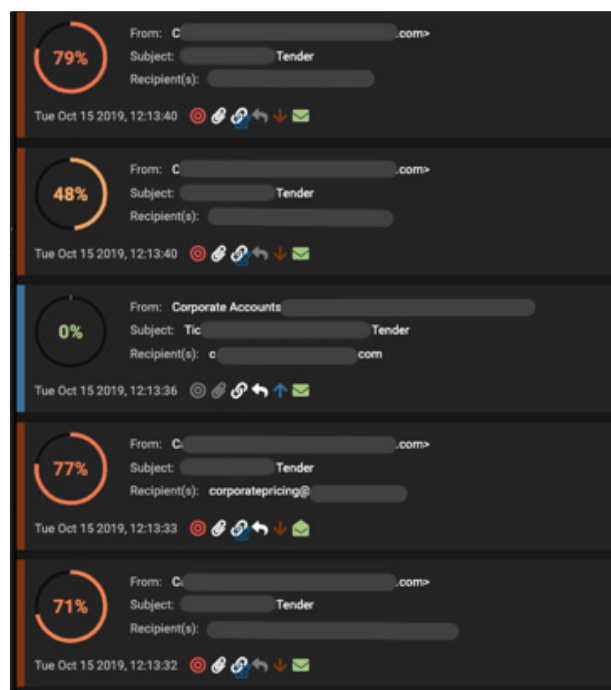 79%
From: C .com>
Subject: Tender
Recipient(s):
Tue Oct 15 2019, 12:13:40
48%
From: C .com>
Subject: Tender
Recipient(s):
Tue Oct 15 2019, 12:13:40
0%
From: Corporate Accounts
Subject: Tic Tender
Recipient(s): c com
Tue Oct 15 2019, 12:13:36
77%
From: C .com>
Subject: Tender
Recipient(s): corporatepricing@
Tue Oct 15 2019, 12:13:33
71%
From: C .com>
Subject: Tender
Recipient(s):
Tue Oct 15 2019, 12:13:32